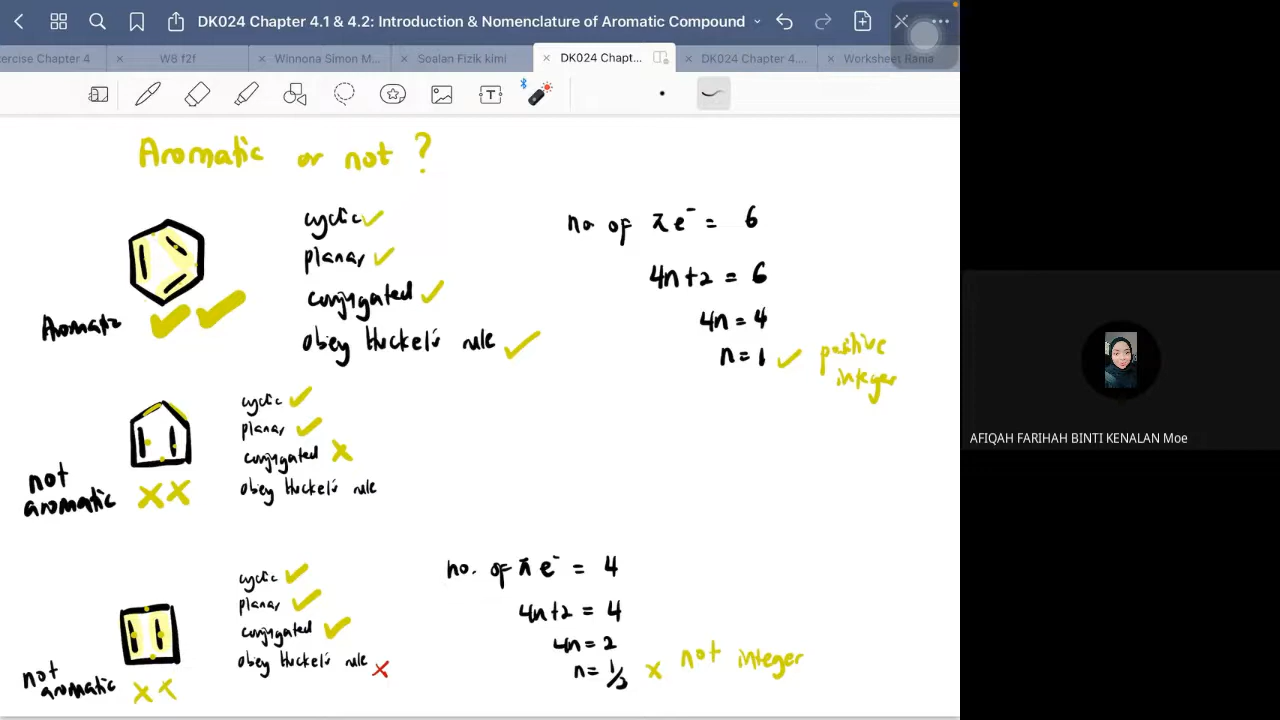 DK024 Chapter 4.1 & 4.2: Introduction & Nomenclature of Aromatic Compound
ercise Chapter 4
W8 f2f
Winnona Simon M...
Soalan Fizik kimi
DK024 Chapt...
DK024 Chapter 4....
Worksheet Rania
Aromatic or not ?
cyclic ✓
planar ✓
conjugated ✓
obey Huckel's rule ✓
Aromatic
no. of π e⁻ = 6
4n+2 = 6
4n = 4
n = 1 ✓ positive
integer
cyclic ✓
planar ✓
conjugated ✗
obey Huckel's rule
not
aromatic
cyclic ✓
planar ✓
conjugated ✓
obey Huckel's rule ✗
not
aromatic
no. of π e⁻ = 4
4n+2 = 4
4n = 2
n = 1/2 ✗ not integer
AFIQAH FARIHAH BINTI KENALAN Moe